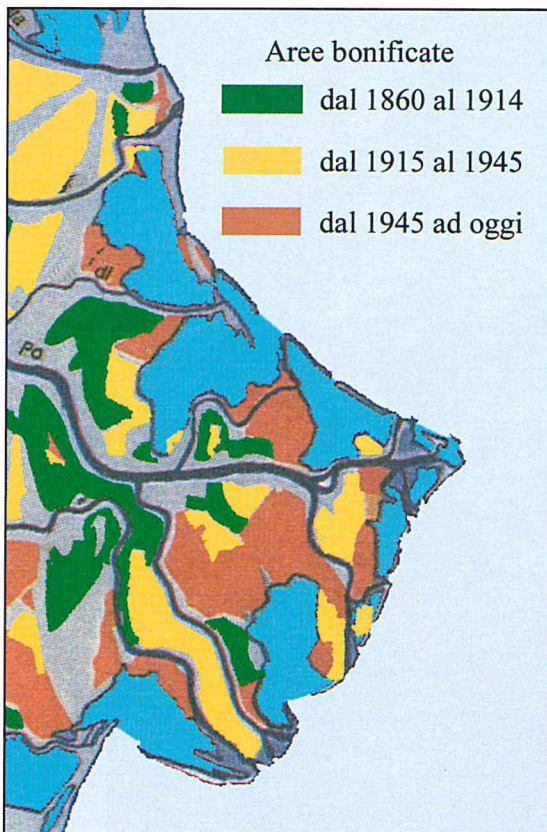 Aree bonificate
dal 1860 al 1914
dal 1915 al 1945
dal 1945 ad oggi
di
po